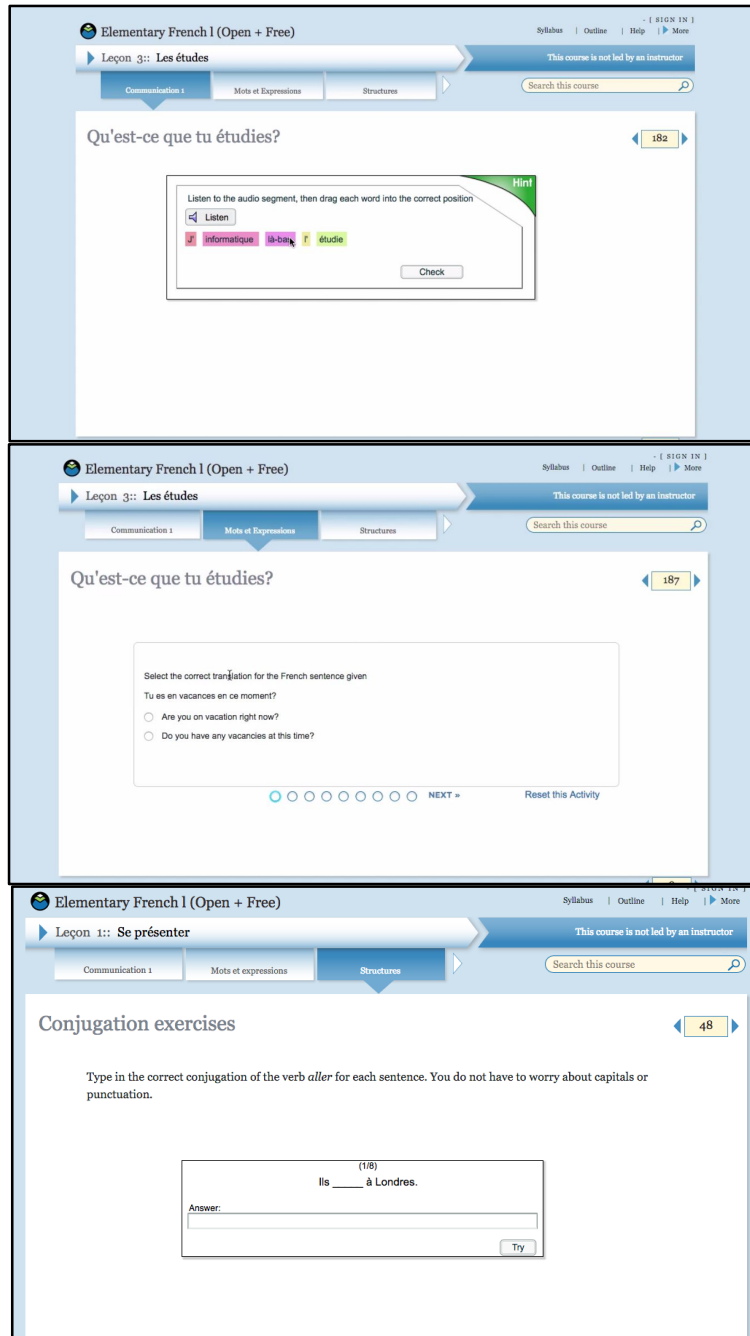 - [ SIGN IN ]
Elementary French l (Open + Free)
Syllabus | Outline | Help | More
Leçon 3:: Les études
This course is not led by an instructor
Communication 1
Mots et Expressions
Structures
Search this course
Qu'est-ce que tu étudies?
182
Hint
Listen to the audio segment, then drag each word into the correct position
Listen
J' informatique là-bas l' étudie
Check
- [ SIGN IN ]
Elementary French l (Open + Free)
Syllabus | Outline | Help | More
Leçon 3:: Les études
This course is not led by an instructor
Communication 1
Mots et Expressions
Structures
Search this course
Qu'est-ce que tu étudies?
187
Select the correct translation for the French sentence given
Tu es en vacances en ce moment?
Are you on vacation right now?
Do you have any vacancies at this time?
NEXT »
Reset this Activity
- [ SIGN IN ]
Elementary French l (Open + Free)
Syllabus | Outline | Help | More
Leçon 1:: Se présenter
This course is not led by an instructor
Communication 1
Mots et expressions
Structures
Search this course
Conjugation exercises
48
Type in the correct conjugation of the verb aller for each sentence. You do not have to worry about capitals or
punctuation.
(1/8)
Ils _____ à Londres.
Answer:
Try